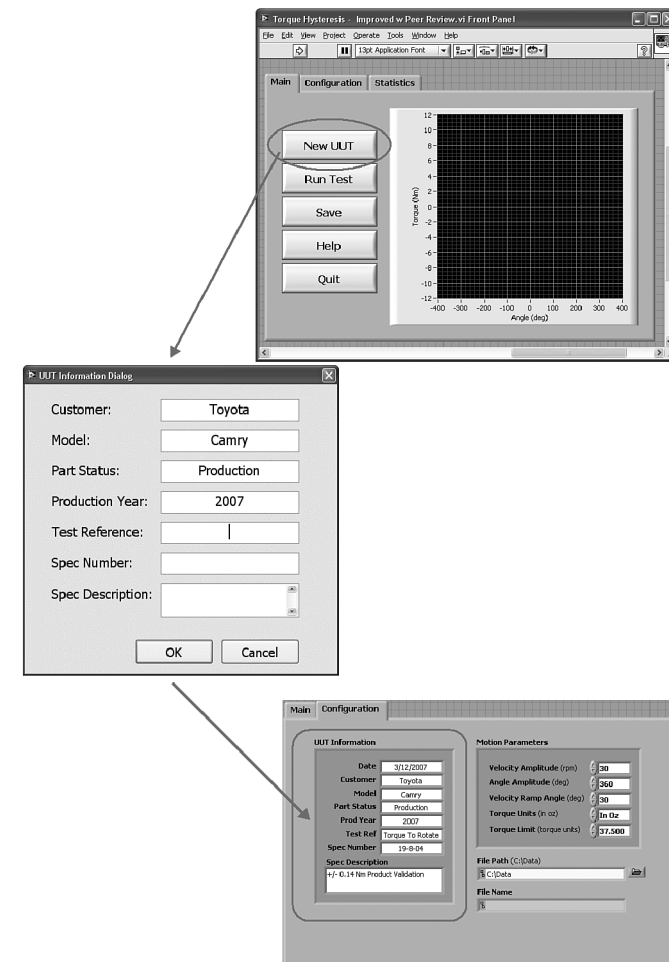 Torque Hysteresis - Improved w Peer Review.vi Front Panel
File Edit View Project Operate Tools Window Help
13pt Application Font
Main Configuration Statistics
New UUT
Run Test
Save
Help
Quit
Torque (Nm)
12
10
8
6
4
2
0
-2
-4
-6
-8
-10
-12
-400 -300 -200 -100 0 100 200 300 400
Angle (deg)
UUT Information Dialog
Customer: Toyota
Model: Camry
Part Status: Production
Production Year: 2007
Test Reference:
Spec Number:
Spec Description:
OK Cancel
Main Configuration
UUT Information
Date 3/12/2007
Customer Toyota
Model Camry
Part Status Production
Prod Year 2007
Test Ref Torque To Rotate
Spec Number 19-8-04
Spec Description
+/- 0.14 Nm Product Validation
Motion Parameters
Velocity Amplitude (rpm) 30
Angle Amplitude (deg) 360
Velocity Ramp Angle (deg) 30
Torque Units (in oz) In Oz
Torque Limit (torque units) 37.500
File Path (C:\Data)
C:\Data
File Name